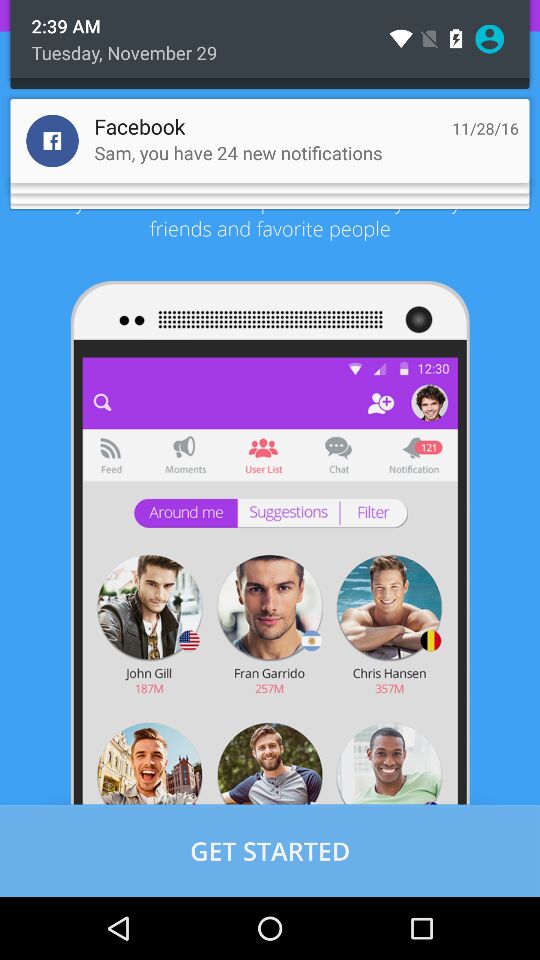 2:39 AM
Tuesday, November 29
Facebook
11/28/16
Sam, you have 24 new notifications
friends and favorite people
12:30
Feed
Moments
User List
Chat
121
Notification
Around me
Suggestions
Filter
John Gill
Fran Garrido
Chris Hansen
187M
257M
357M
GET STARTED